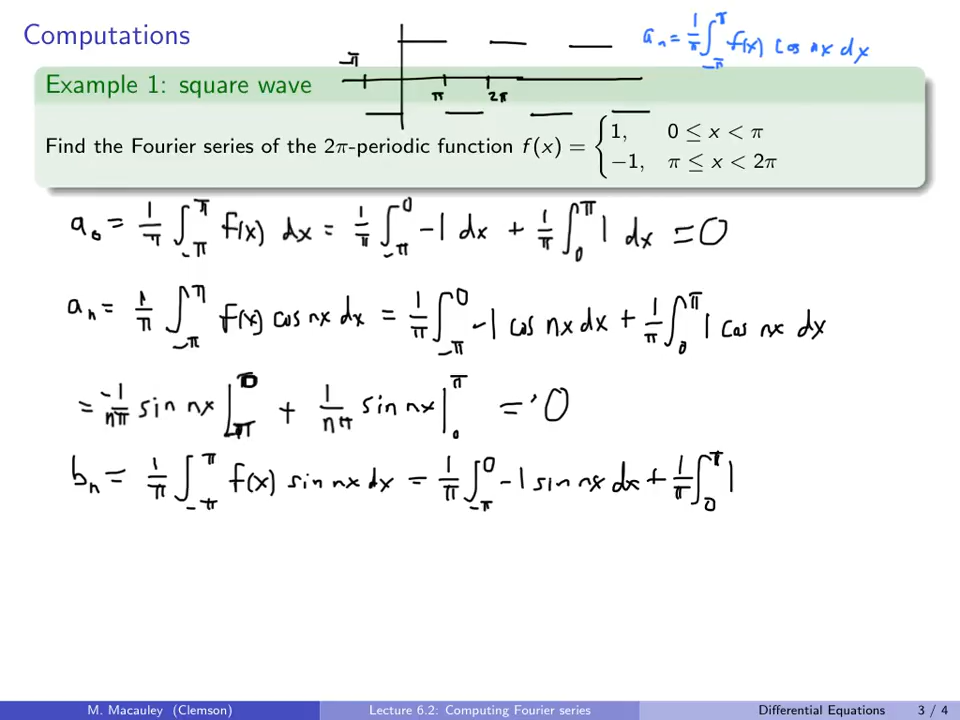 Computations
a_n = 1/π ∫_{-π}^{π} f(x) cos nx dx
-π
π 2π
Example 1: square wave
Find the Fourier series of the 2π-periodic function f(x) = { 1, 0 ≤ x < π
−1, π ≤ x < 2π
a_0 = 1/π ∫_{-π}^{π} f(x) dx = 1/π ∫_{-π}^{0} -1 dx + 1/π ∫_{0}^{π} 1 dx = 0
a_n = 1/π ∫_{-π}^{π} f(x) cos nx dx = 1/π ∫_{-π}^{0} -1 cos nx dx + 1/π ∫_{0}^{π} 1 cos nx dx
= -1/nπ sin nx |_{-π}^{0} + 1/nπ sin nx |_{0}^{π} = 0
b_n = 1/π ∫_{-π}^{π} f(x) sin nx dx = 1/π ∫_{-π}^{0} -1 sin nx dx + 1/π ∫_{0}^{π} 1
M. Macauley (Clemson) Lecture 6.2: Computing Fourier series Differential Equations 3 / 4